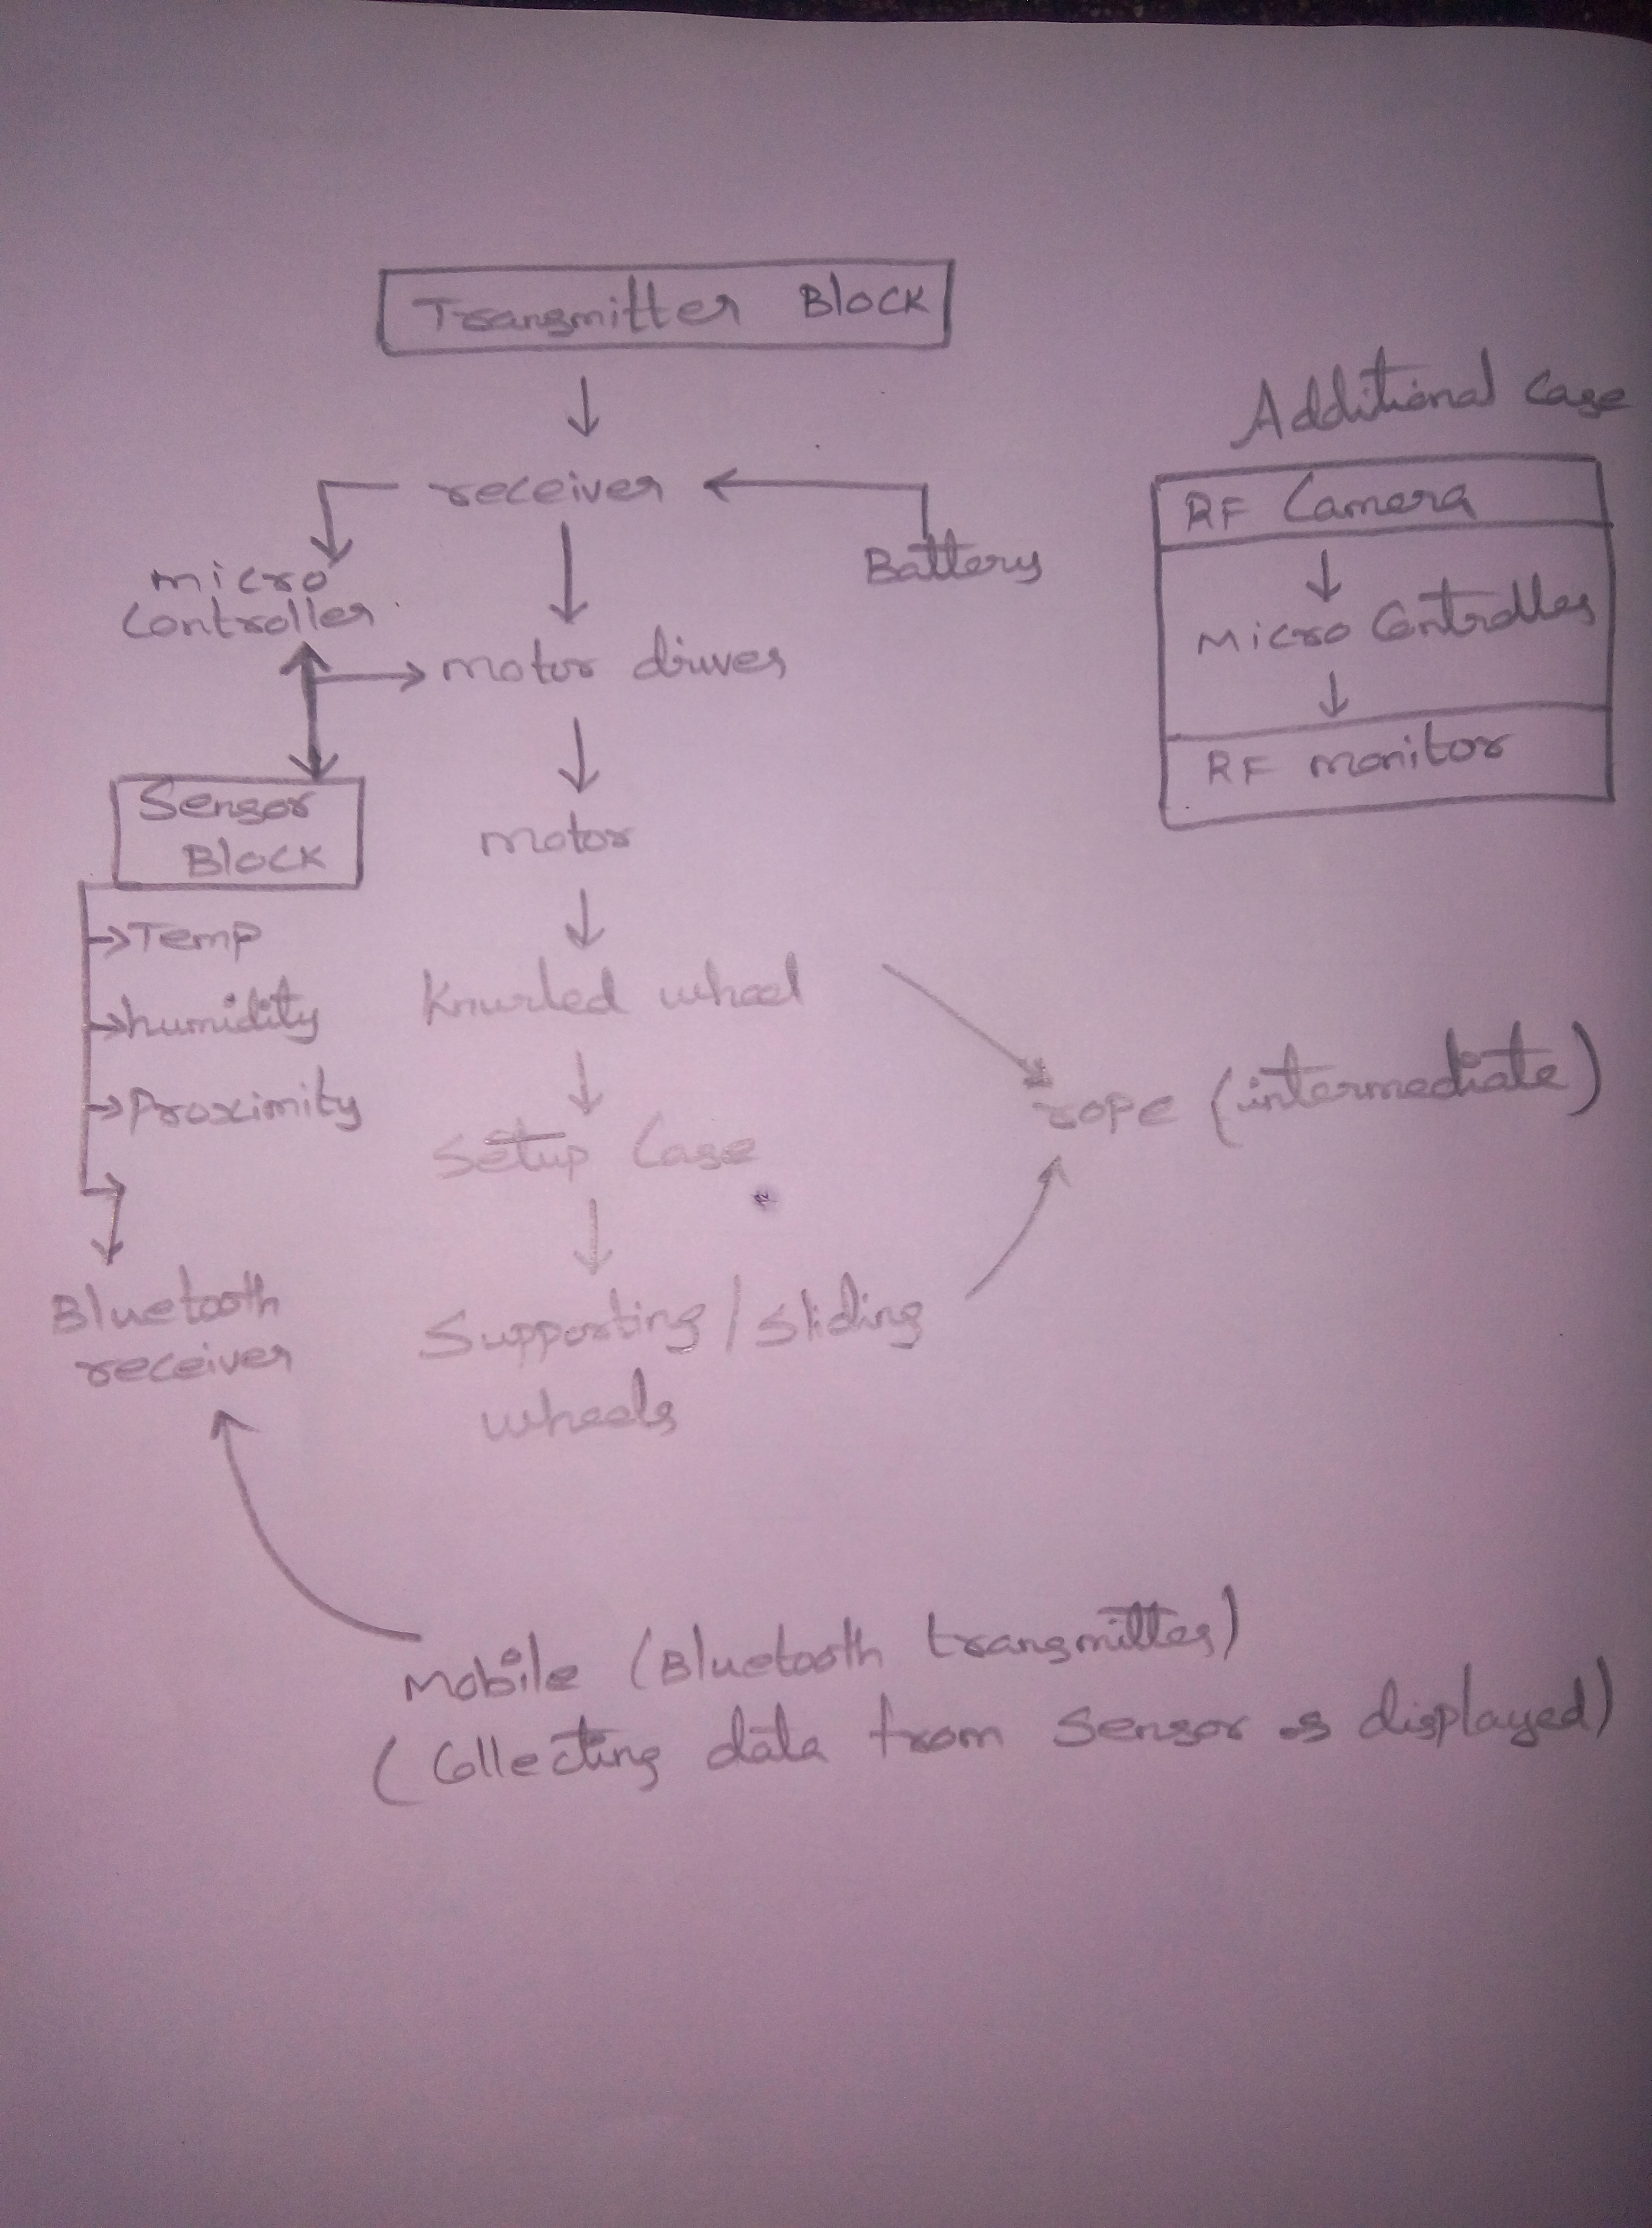 Transmitter Block
receiver
Battery
micro
controller
motor drives
Sensor
Block
motor
Temp
humidity
Proximity
Knurled wheel
Setup Case
Supporting / sliding
wheels
rope (intermediate)
Bluetooth
receiver
Mobile (Bluetooth transmitter)
(Collecting data from Sensor is displayed)
Additional Case
RF Camera
Micro Controller
RF monitor